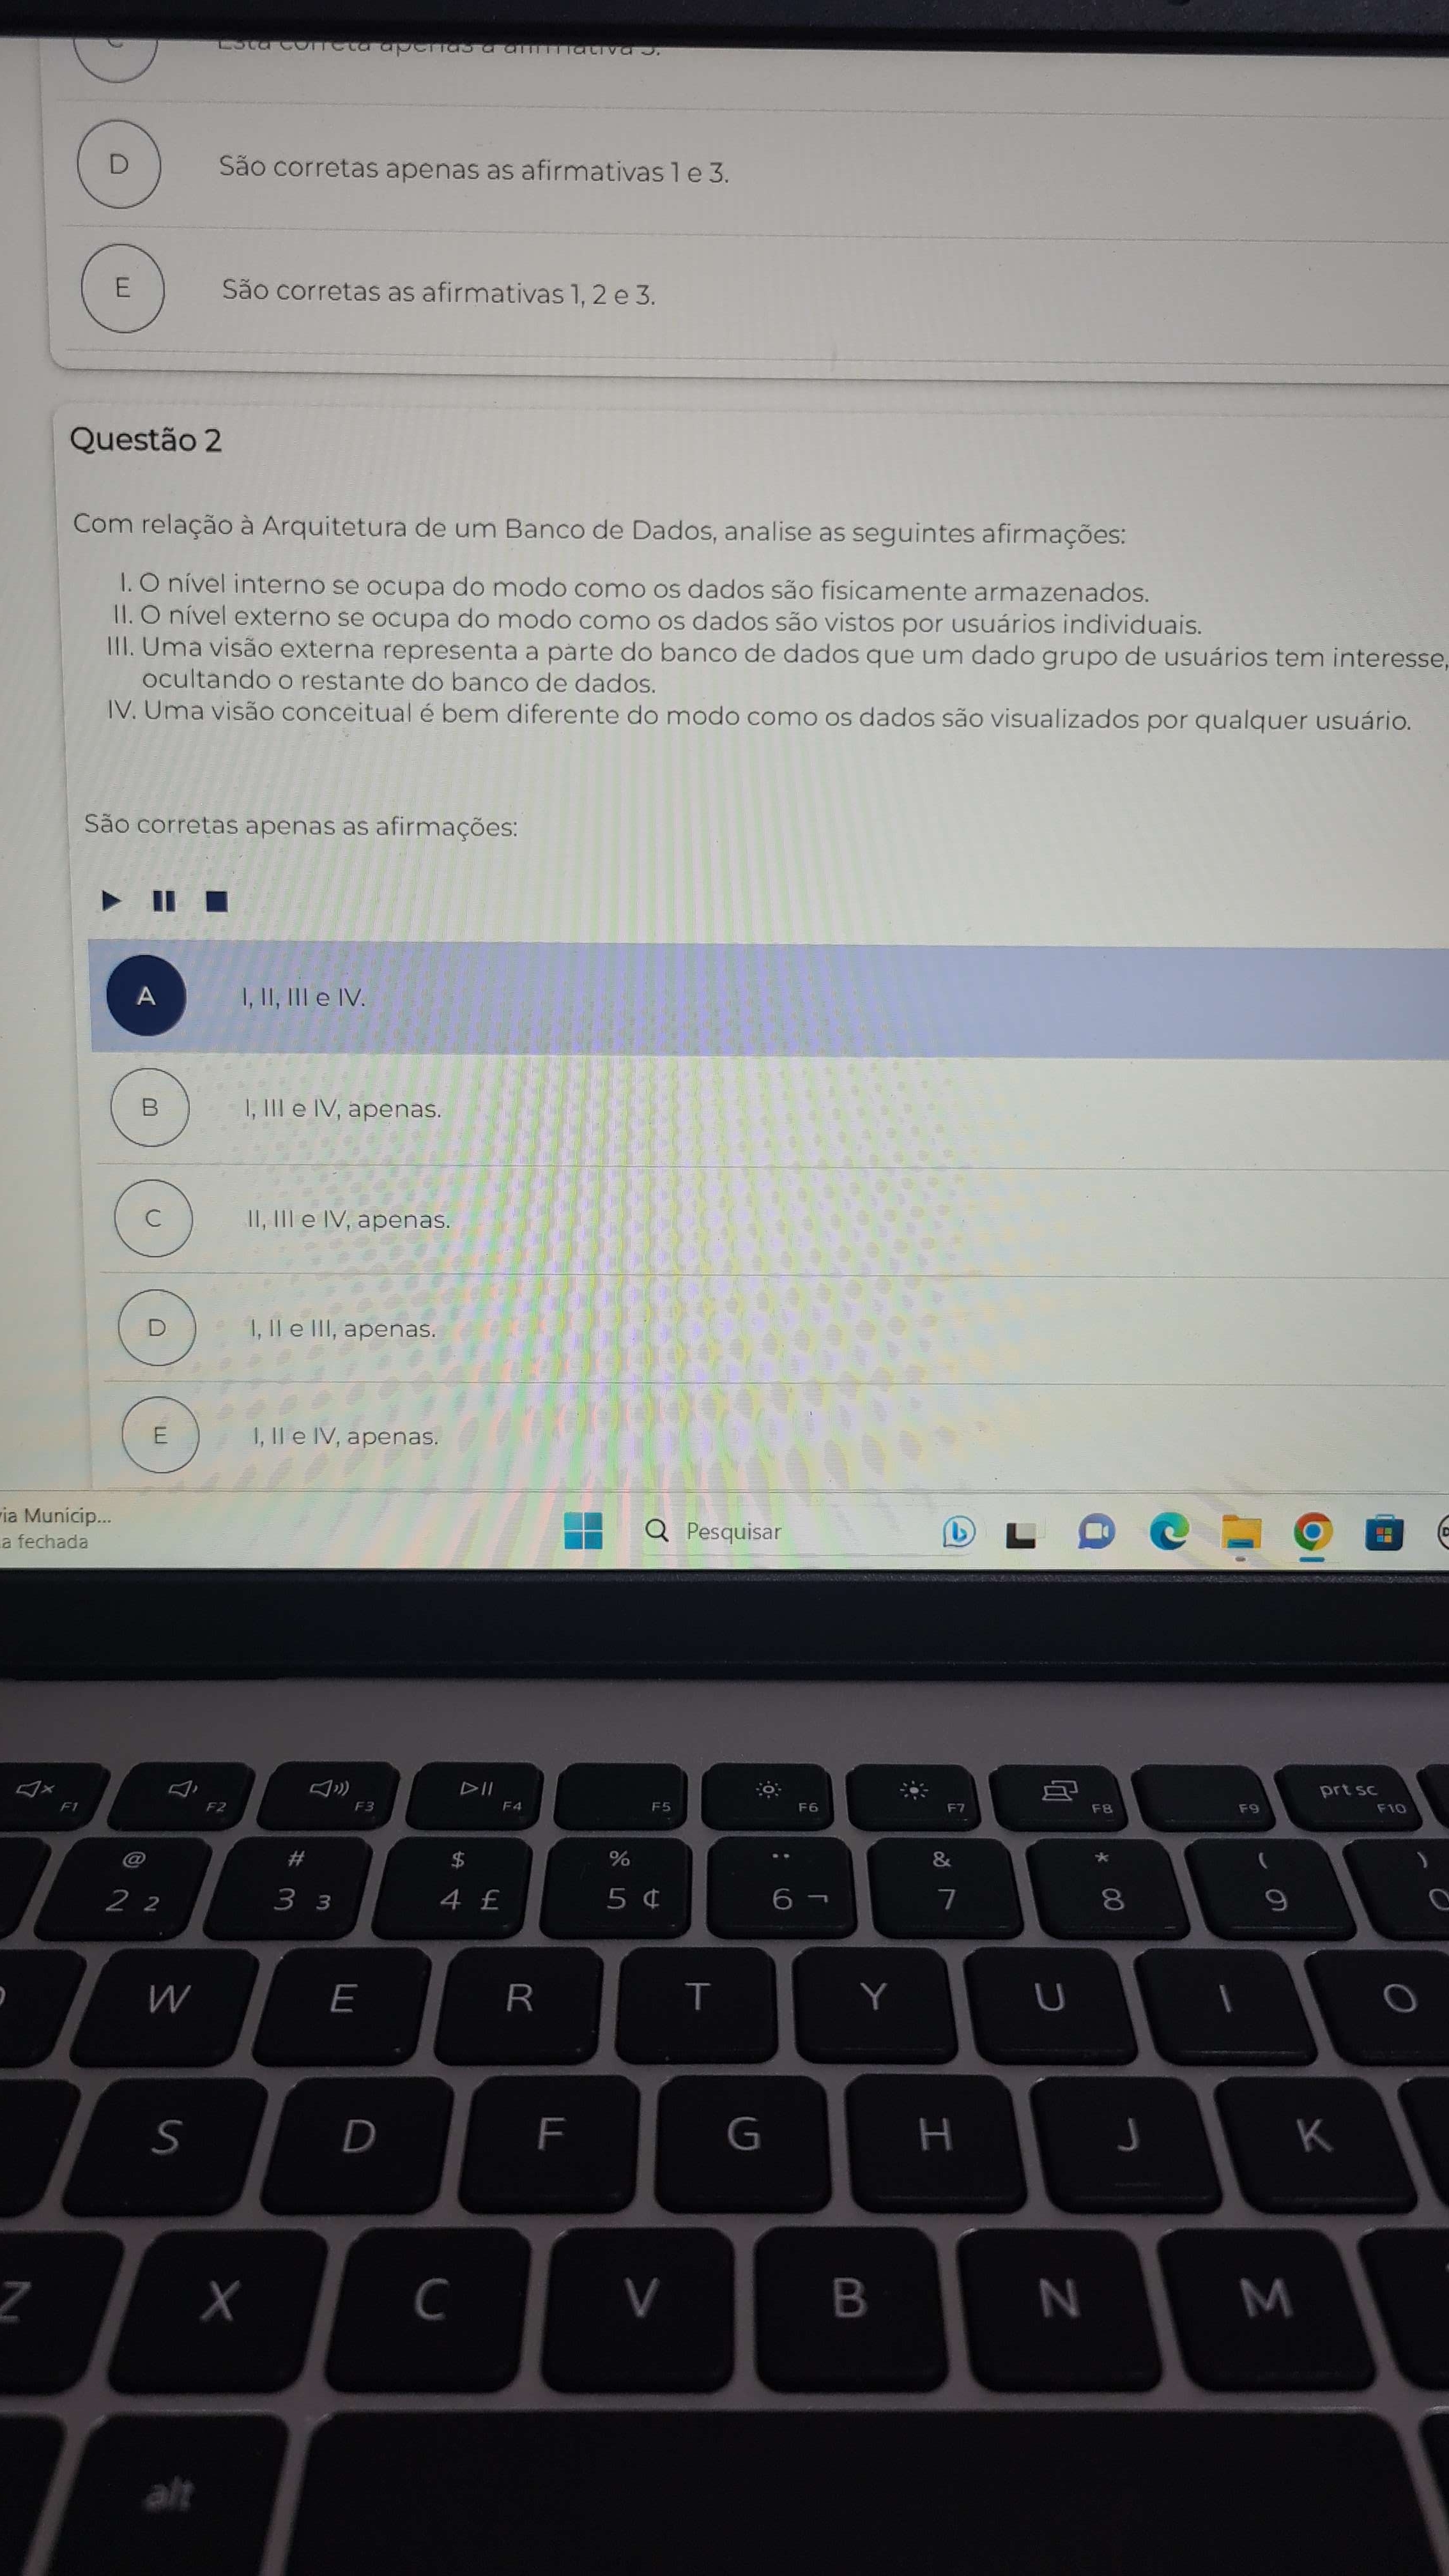 C
Está correta apenas a afirmativa 3.
D
São corretas apenas as afirmativas 1 e 3.
E
São corretas as afirmativas 1, 2 e 3.
Questão 2
Com relação à Arquitetura de um Banco de Dados, analise as seguintes afirmações:
I. O nível interno se ocupa do modo como os dados são fisicamente armazenados.
II. O nível externo se ocupa do modo como os dados são vistos por usuários individuais.
III. Uma visão externa representa a parte do banco de dados que um dado grupo de usuários tem interesse,
ocultando o restante do banco de dados.
IV. Uma visão conceitual é bem diferente do modo como os dados são visualizados por qualquer usuário.
São corretas apenas as afirmações:
A
I, II, III e IV.
B
I, III e IV, apenas.
C
II, III e IV, apenas.
D
I, II e III, apenas.
E
I, II e IV, apenas.
Municíp...
a fechada
Pesquisar
F1 F2 F3 F4 F5 F6 F7 F8 F9 prt sc F10
@ # $ % ¨ & * ( )
2 2 3 3 4 £ 5 ¢ 6 ¬ 7 8 9
W E R T Y U I O
S D F G H J K
Z X C V B N M
alt